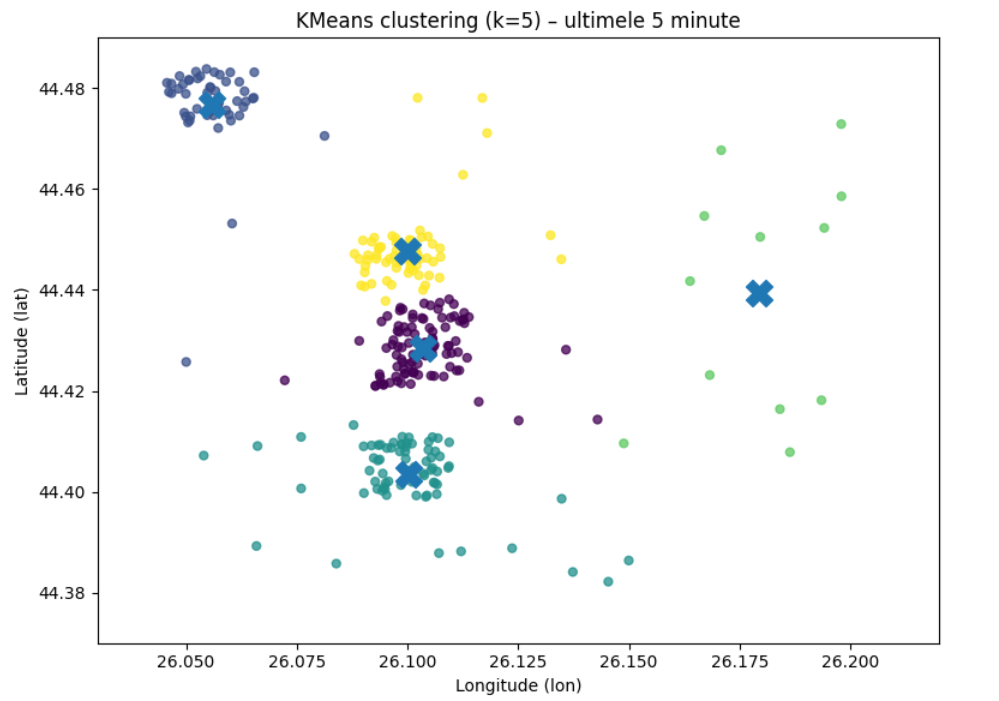 KMeans clustering (k=5) – ultimele 5 minute
Latitude (lat)
44.48
44.46
44.44
44.42
44.40
44.38
26.050 26.075 26.100 26.125 26.150 26.175 26.200
Longitude (lon)